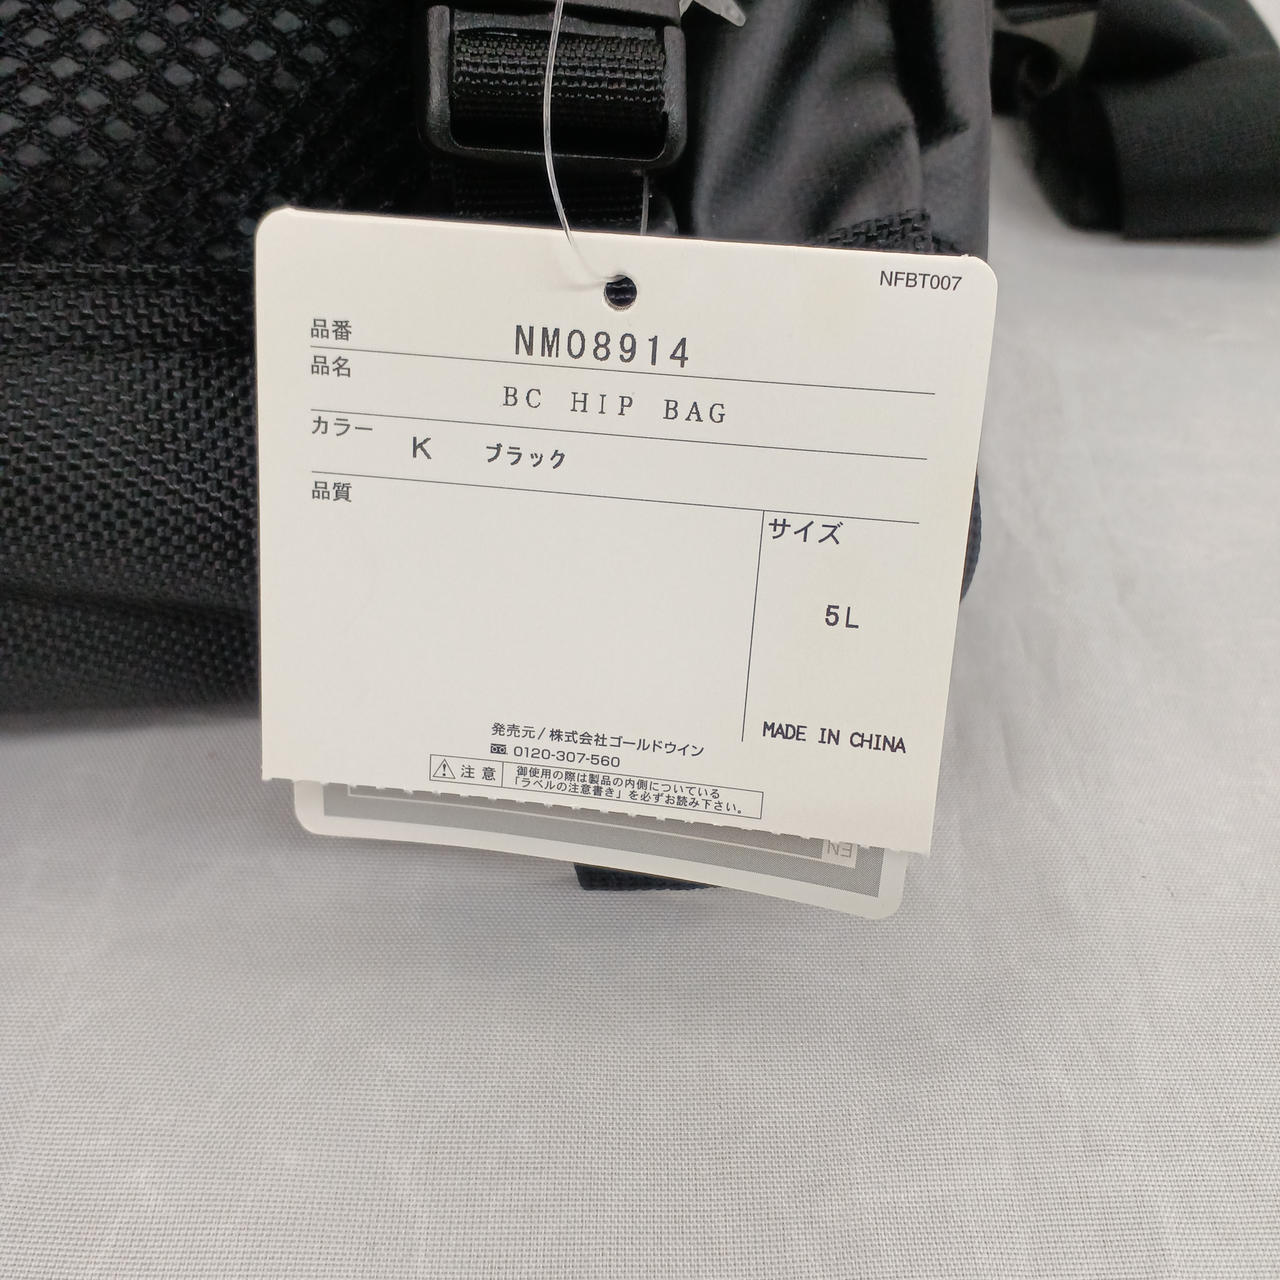 NFBT007
品番 NM08914
品名 BC HIP BAG
カラー K ブラック
品質
サイズ
5L
MADE IN CHINA
発売元/株式会社ゴールドウイン
0120-307-560
注意 御使用の際は製品の内側についている
「ラベルの注意書き」を必ずお読み下さい。
EN